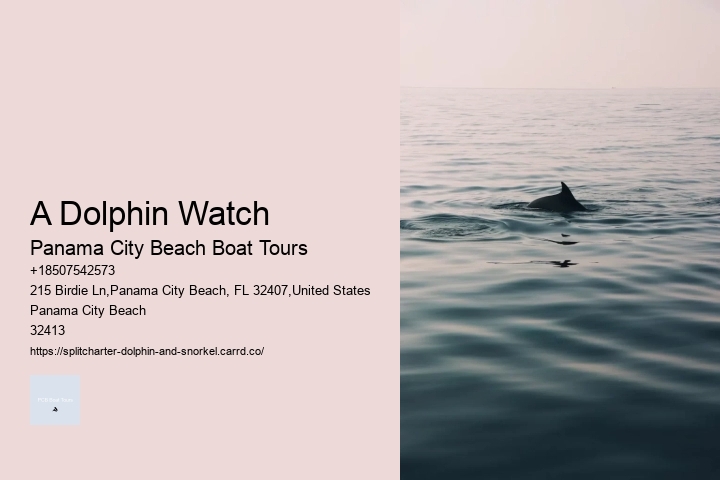 A Dolphin Watch
Panama City Beach Boat Tours
+18507542573
215 Birdie Ln,Panama City Beach, FL 32407,United States
Panama City Beach
32413
https://splitcharter-dolphin-and-snorkel.carrd.co/